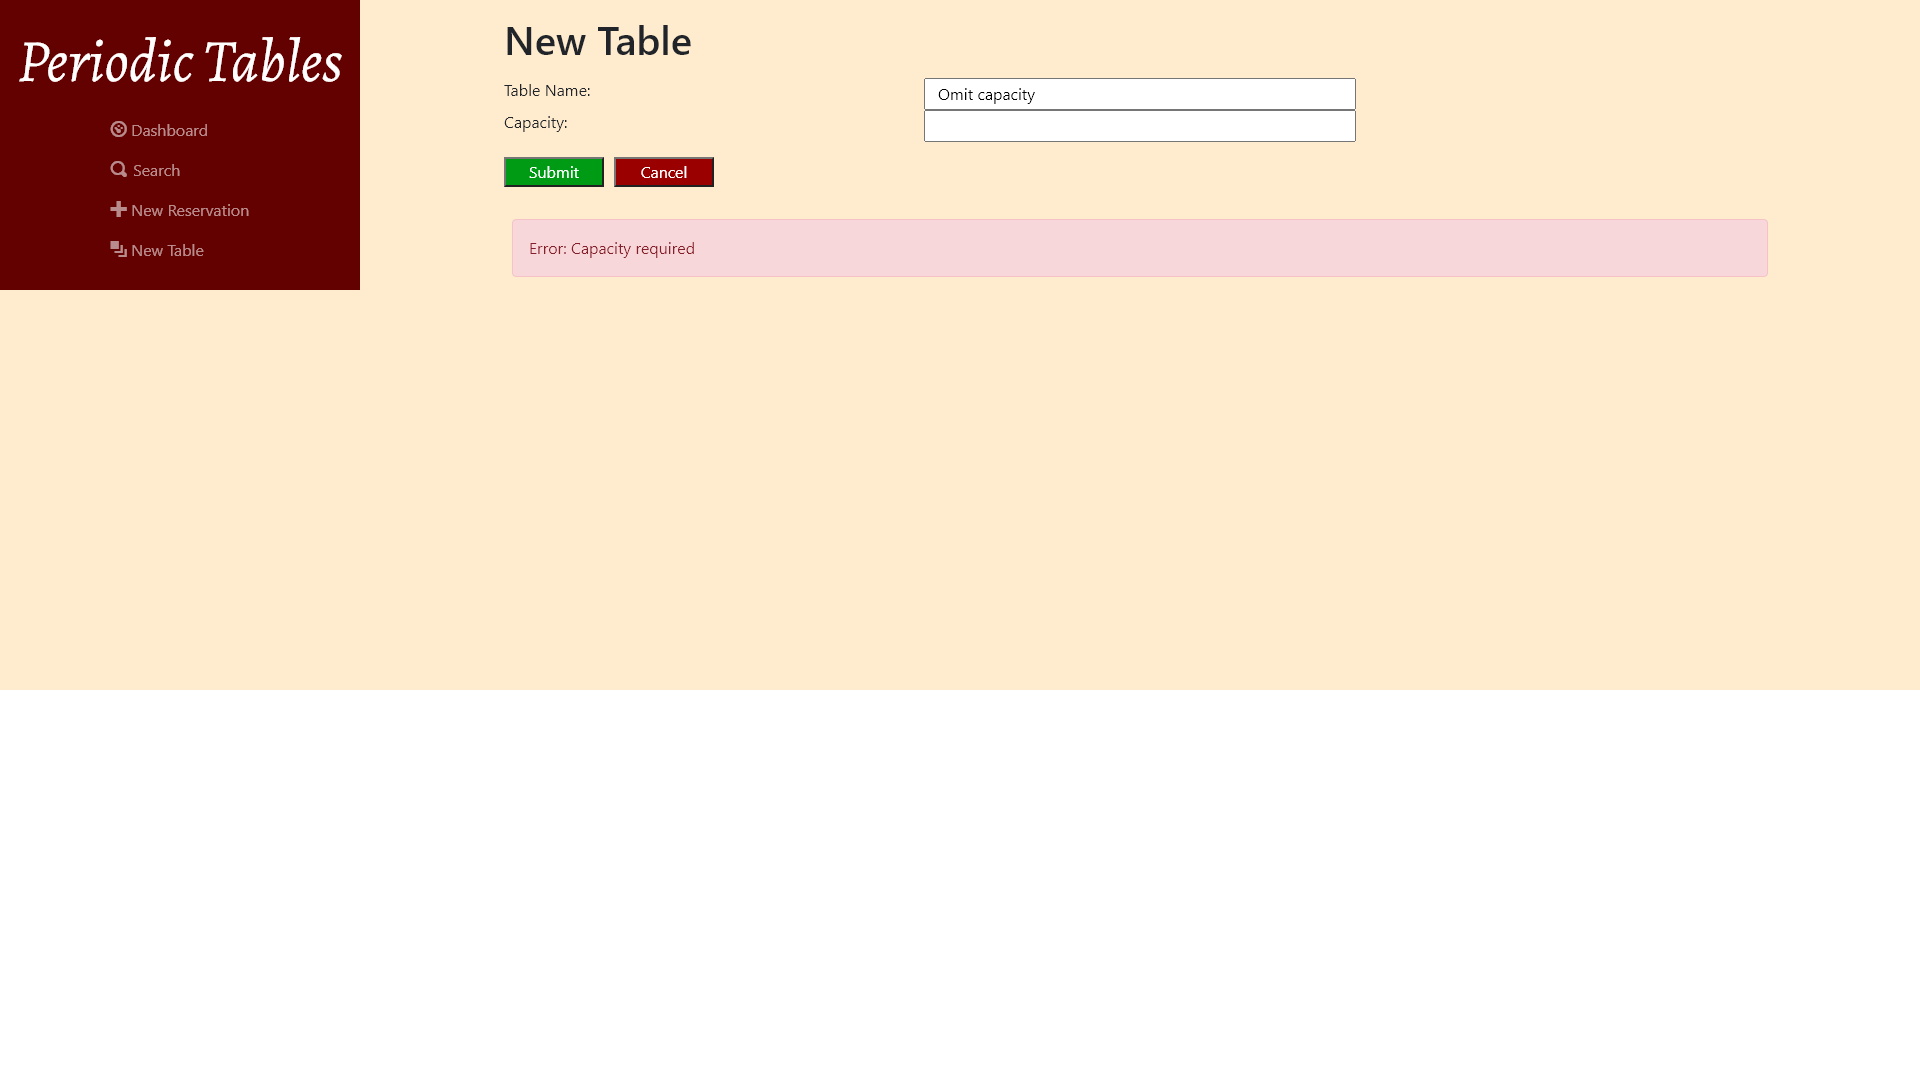 Periodic Tables
Dashboard
Search
New Reservation
New Table
New Table
Table Name:
Omit capacity
Capacity:
Submit
Cancel
Error: Capacity required